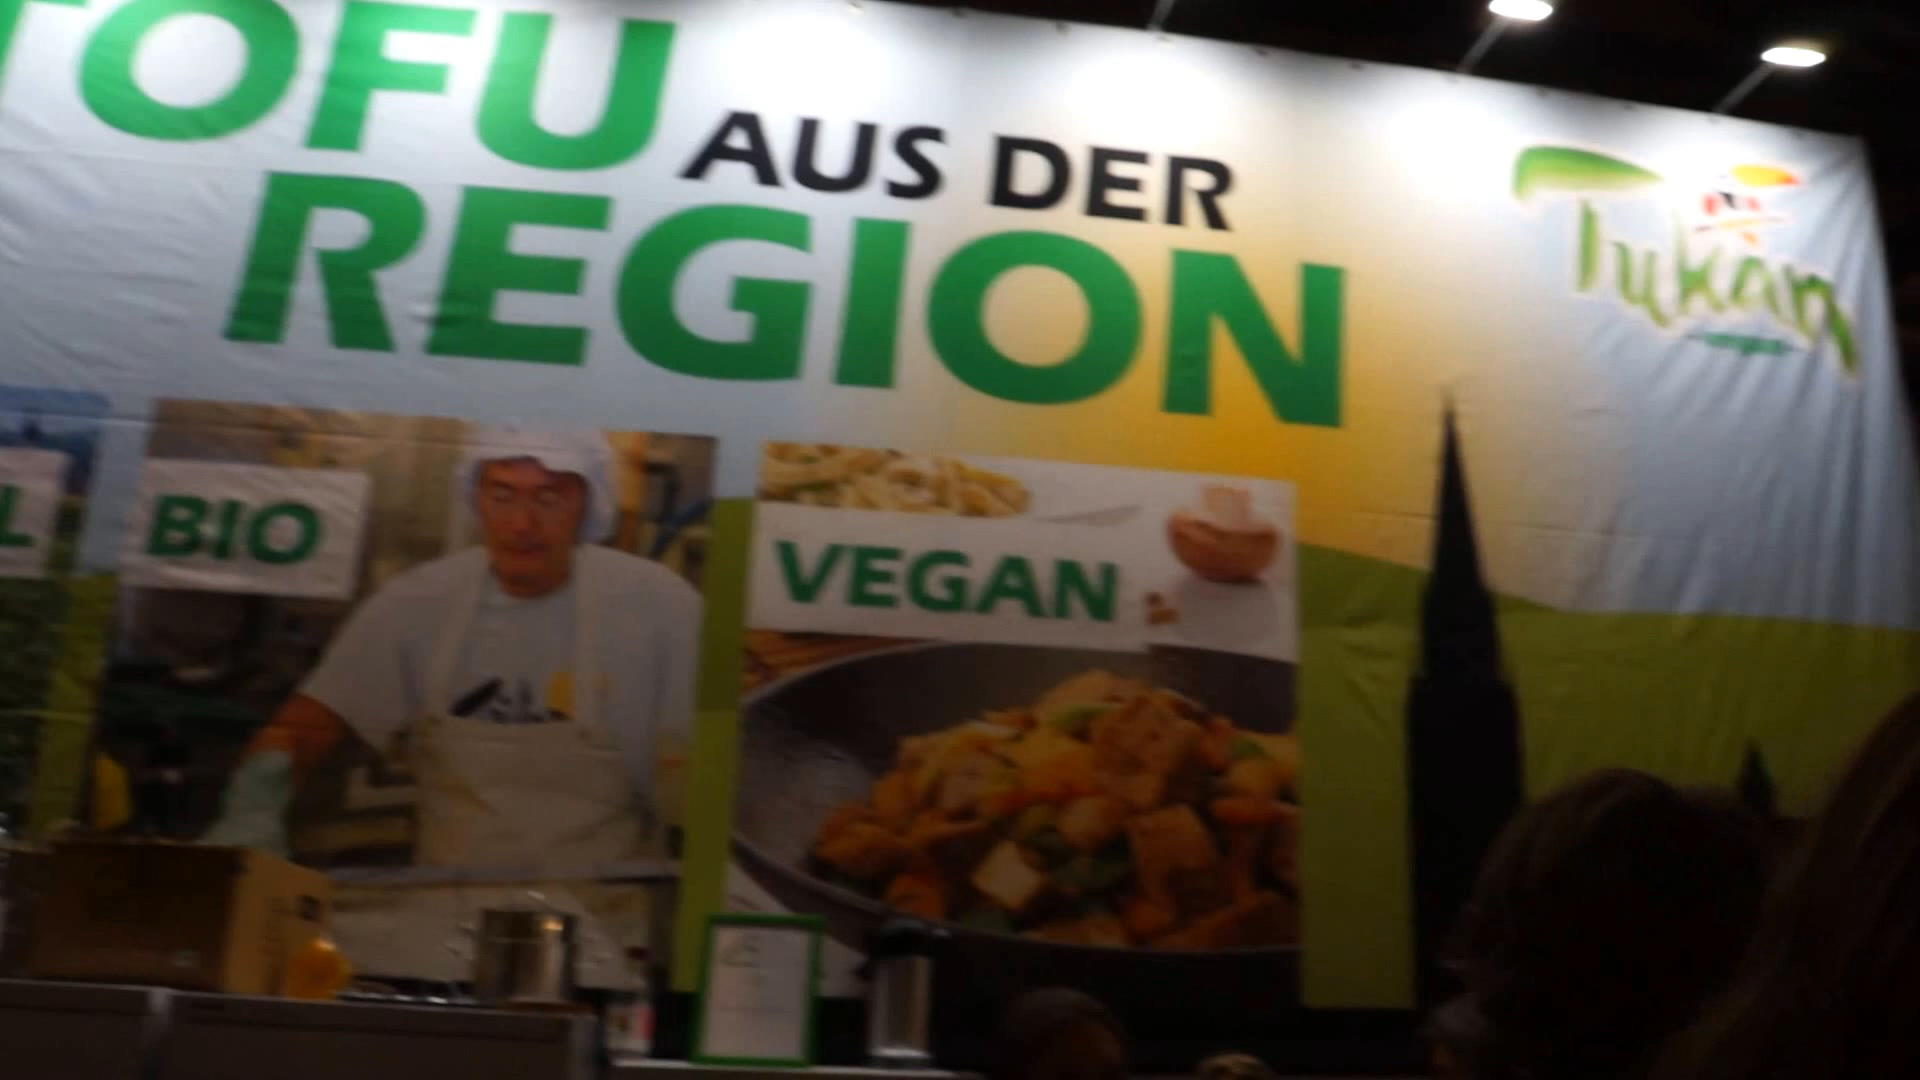 TOFU AUS DER
REGION
Tukan
L
BIO
VEGAN